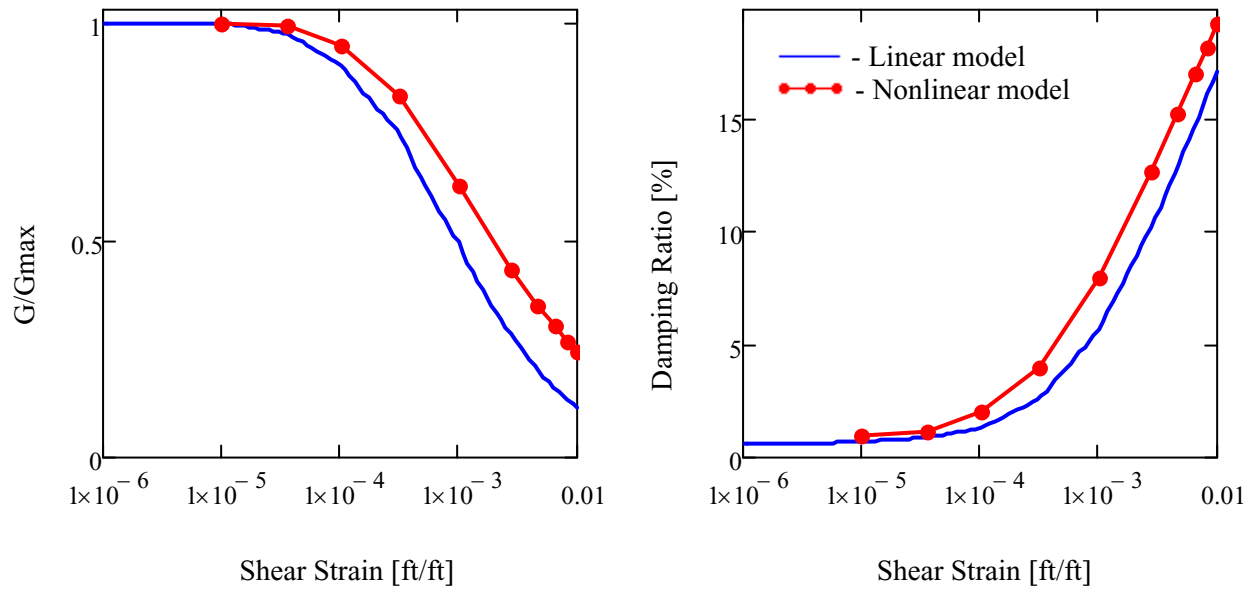 G/Gmax
1
0.5
0
1×10⁻⁶ 1×10⁻⁵ 1×10⁻⁴ 1×10⁻³ 0.01
Shear Strain [ft/ft]
Damping Ratio [%]
- Linear model
- Nonlinear model
15
10
5
0
1×10⁻⁶ 1×10⁻⁵ 1×10⁻⁴ 1×10⁻³ 0.01
Shear Strain [ft/ft]